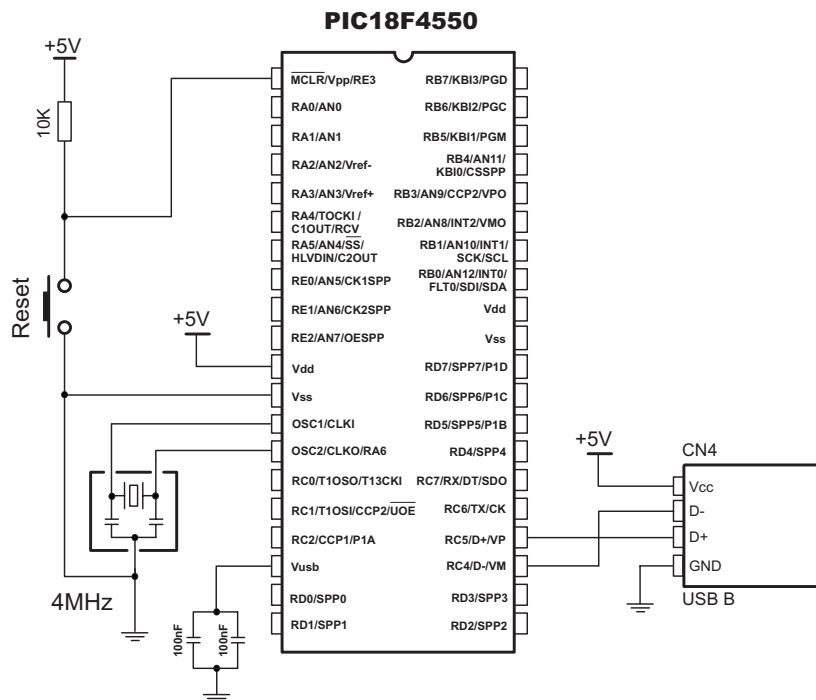 PIC18F4550
+5V
10K
Reset
+5V
4MHz
100nF
100nF
MCLR/Vpp/RE3
RA0/AN0
RA1/AN1
RA2/AN2/Vref-
RA3/AN3/Vref+
RA4/TOCKI /
C1OUT/RCV
RA5/AN4/SS/
HLVDIN/C2OUT
RE0/AN5/CK1SPP
RE1/AN6/CK2SPP
RE2/AN7/OESPP
Vdd
Vss
OSC1/CLKI
OSC2/CLKO/RA6
RC0/T1OSO/T13CKI
RC1/T1OSI/CCP2/UOE
RC2/CCP1/P1A
Vusb
RD0/SPP0
RD1/SPP1
RB7/KBI3/PGD
RB6/KBI2/PGC
RB5/KBI1/PGM
RB4/AN11/
KBI0/CSSPP
RB3/AN9/CCP2/VPO
RB2/AN8/INT2/VMO
RB1/AN10/INT1/
SCK/SCL
RB0/AN12/INT0/
FLT0/SDI/SDA
Vdd
Vss
RD7/SPP7/P1D
RD6/SPP6/P1C
RD5/SPP5/P1B
RD4/SPP4
RC7/RX/DT/SDO
RC6/TX/CK
RC5/D+/VP
RC4/D-/VM
RD3/SPP3
RD2/SPP2
+5V
CN4
Vcc
D-
D+
GND
USB B